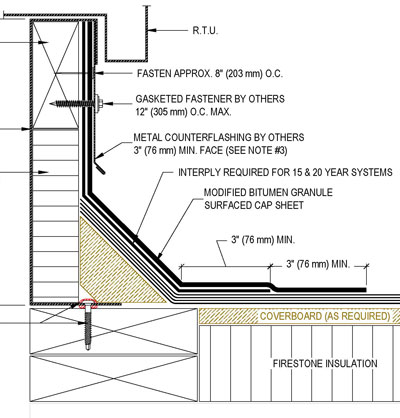 R.T.U.
FASTEN APPROX. 8" (203 mm) O.C.
GASKETED FASTENER BY OTHERS
12" (305 mm) O.C. MAX.
METAL COUNTERFLASHING BY OTHERS
3" (76 mm) MIN. FACE (SEE NOTE #3)
INTERPLY REQUIRED FOR 15 & 20 YEAR SYSTEMS
MODIFIED BITUMEN GRANULE
SURFACED CAP SHEET
3" (76 mm) MIN.
3" (76 mm) MIN.
COVERBOARD (AS REQUIRED)
FIRESTONE INSULATION